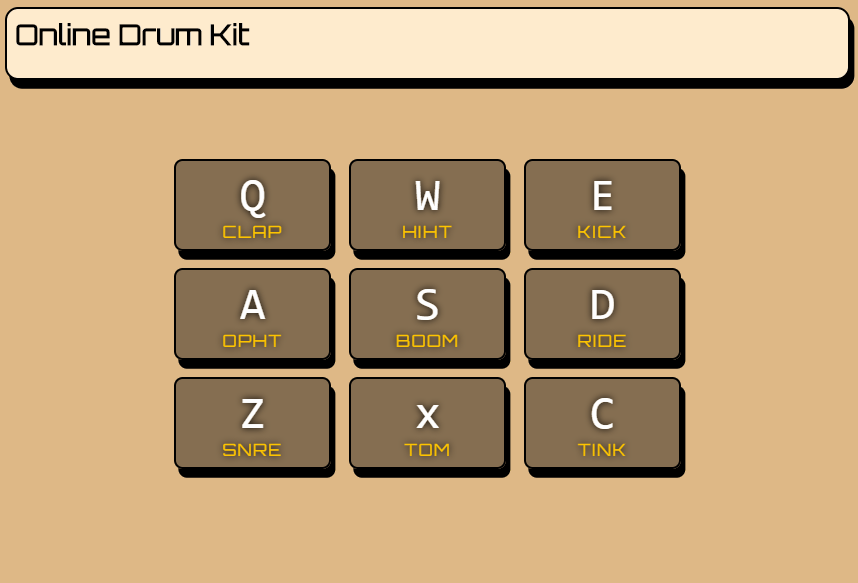 Online Drum Kit
Q W E
CLAP HIHT KICK
A S D
OPHT BOOM RIDE
Z x C
SNRE TOM TINK